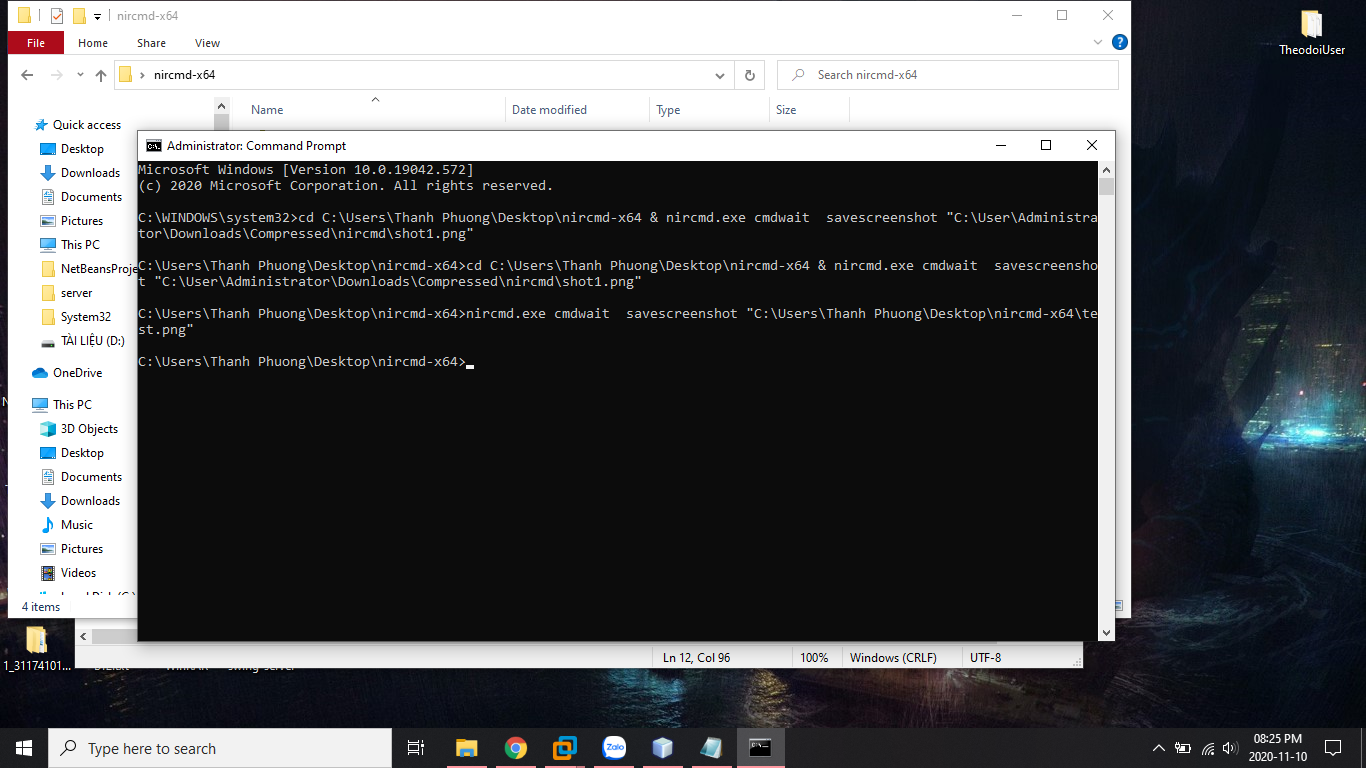 nircmd-x64
File
Home
Share
View
nircmd-x64
Search nircmd-x64
TheodoiUser
Name
Date modified
Type
Size
Quick access
Desktop
Downloads
Documents
Pictures
This PC
NetBeansProje
server
System32
TÀI LIỆU (D:)
OneDrive
This PC
3D Objects
Desktop
Documents
Downloads
Music
Pictures
Videos
4 items
Administrator: Command Prompt
Microsoft Windows [Version 10.0.19042.572]
(c) 2020 Microsoft Corporation. All rights reserved.
C:\WINDOWS\system32>cd C:\Users\Thanh Phuong\Desktop\nircmd-x64 & nircmd.exe cmdwait  savescreenshot "C:\User\Administra
tor\Downloads\Compressed\nircmd\shot1.png"
C:\Users\Thanh Phuong\Desktop\nircmd-x64>cd C:\Users\Thanh Phuong\Desktop\nircmd-x64 & nircmd.exe cmdwait  savescreensho
t "C:\User\Administrator\Downloads\Compressed\nircmd\shot1.png"
C:\Users\Thanh Phuong\Desktop\nircmd-x64>nircmd.exe cmdwait  savescreenshot "C:\Users\Thanh Phuong\Desktop\nircmd-x64\te
st.png"
C:\Users\Thanh Phuong\Desktop\nircmd-x64>
1_31174101...
Ln 12, Col 96
100%
Windows (CRLF)
UTF-8
Type here to search
Zalo
08:25 PM
2020-11-10